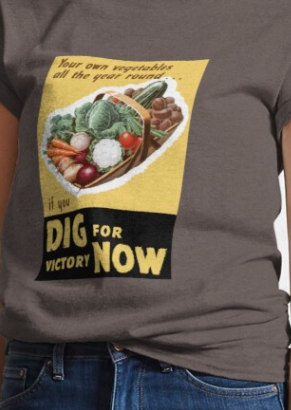 Your own vegetables
all the year round...
if you
DIG FOR
VICTORY NOW